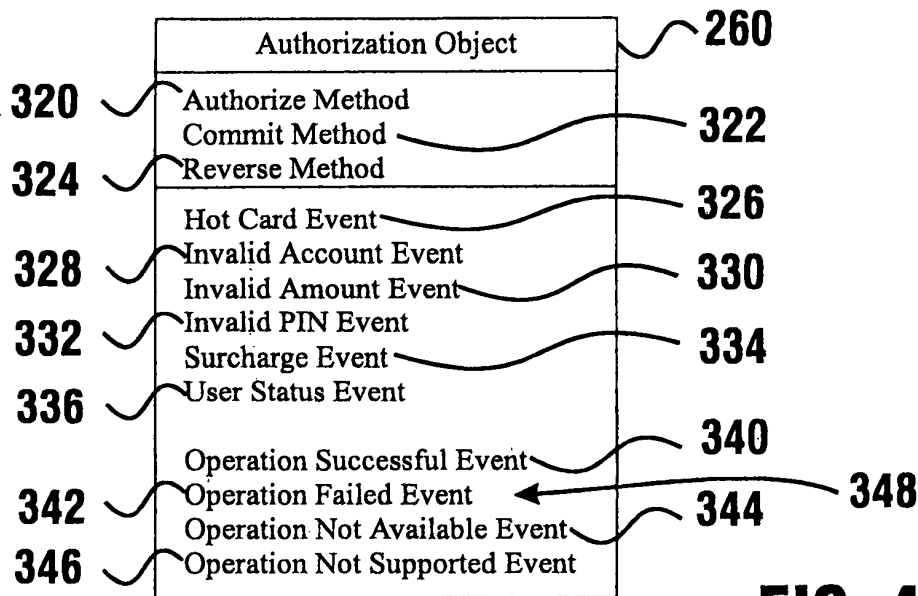 Authorization Object 260
320 Authorize Method
Commit Method 322
324 Reverse Method
Hot Card Event 326
328 Invalid Account Event
Invalid Amount Event 330
332 Invalid PIN Event
Surcharge Event 334
336 User Status Event
Operation Successful Event 340
342 Operation Failed Event 348
Operation Not Available Event 344
346 Operation Not Supported Event
FIG. 4